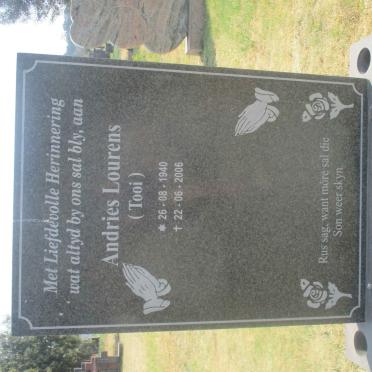 Met Liefdevolle Herinnering
wat altyd by ons sal bly, aan
Andries Lourens
( Tooi )
* 26 - 08 - 1940
† 22 - 06 - 2006
Rus sag, want môre sal die
Son weer skyn